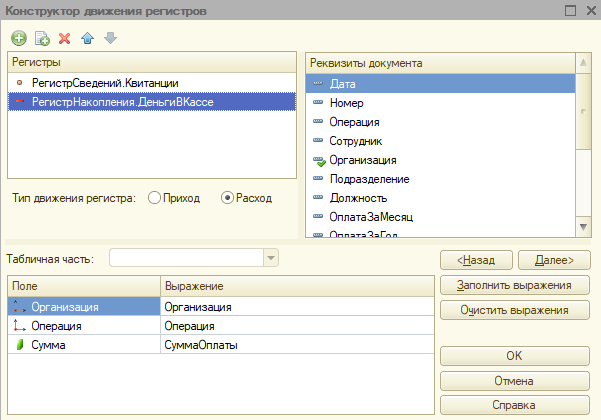 Конструктор движения регистров
Регистры
РегистрСведений.Квитанции
РегистрНакопления.ДеньгиВКассе
Тип движения регистра:
Приход
Расход
Реквизиты документа
Дата
Номер
Операция
Сотрудник
Организация
Подразделение
Должность
ОплатаЗаМесяц
ОплатаЗаГод
Табличная часть:
<Назад
Далее>
Поле
Выражение
Организация
Организация
Операция
Операция
Сумма
СуммаОплаты
Заполнить выражения
Очистить выражения
OK
Отмена
Справка